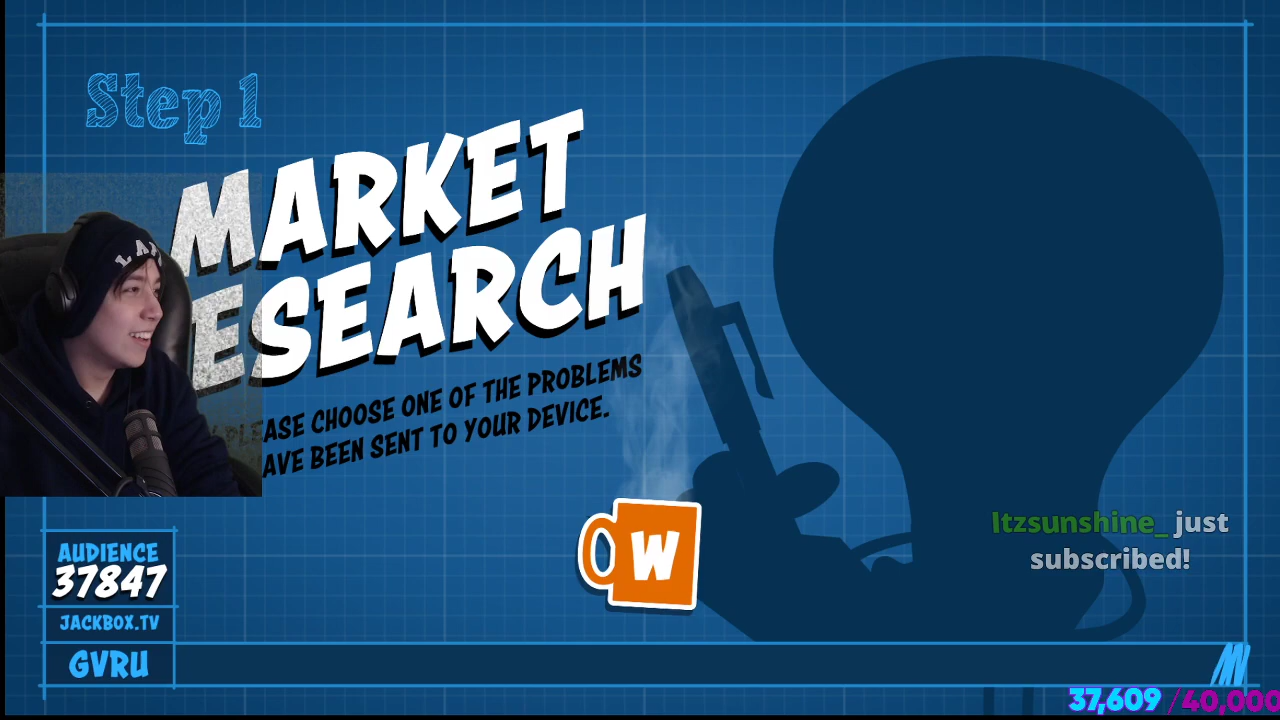 Step 1
MARKET
ESEARCH
PLEASE CHOOSE ONE OF THE PROBLEMS
AVE BEEN SENT TO YOUR DEVICE.
W
Itzsunshine_ just
subscribed!
AUDIENCE
37847
JACKBOX.TV
GVRU
37,609 /40,000